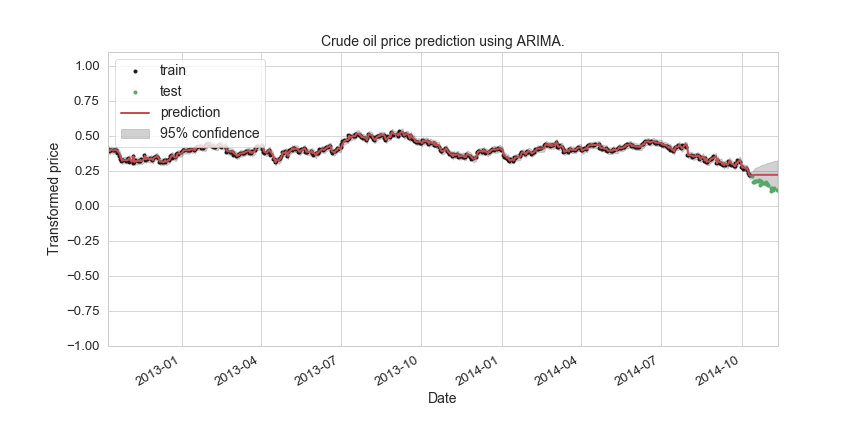 Crude oil price prediction using ARIMA.
1.00
0.75
0.50
0.25
0.00
−0.25
−0.50
−0.75
−1.00
Transformed price
train
test
prediction
95% confidence
2013-01
2013-04
2013-07
2013-10
2014-01
2014-04
2014-07
2014-10
Date